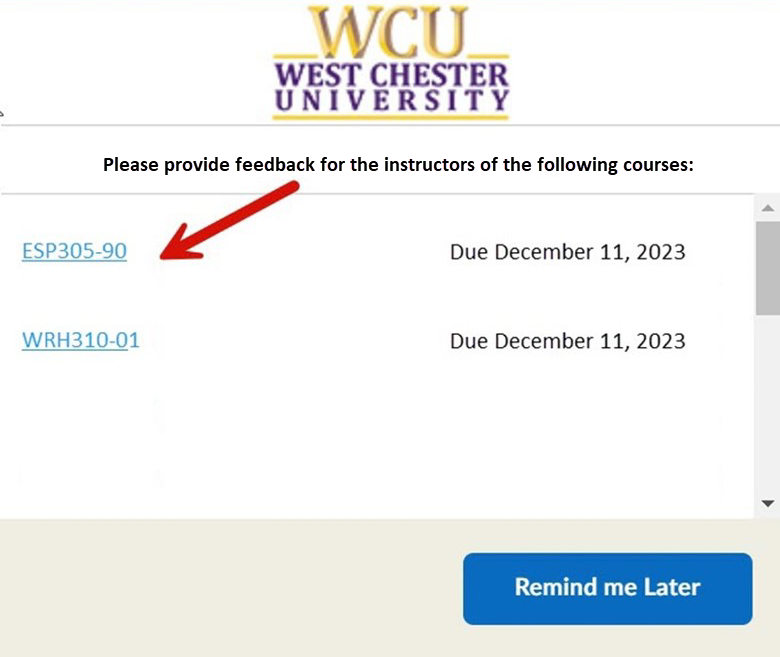 WCU
WEST CHESTER
UNIVERSITY
Please provide feedback for the instructors of the following courses:
ESP305-90 Due December 11, 2023
WRH310-01 Due December 11, 2023
Remind me Later